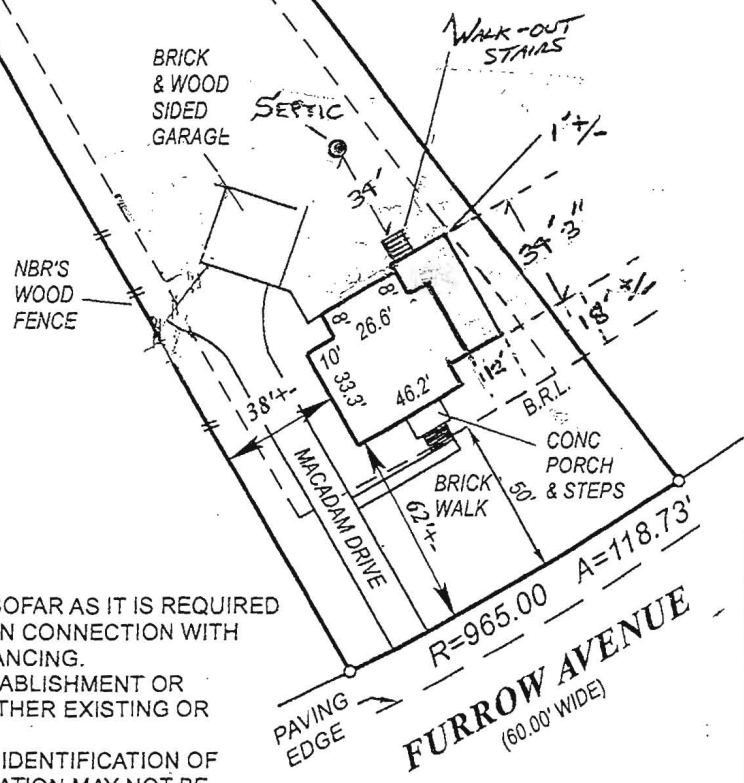 WALK-OUT
STAIRS
BRICK
& WOOD
SIDED
GARAGE
SEPTIC
1'+/-
34'
34'3"
NBR'S
WOOD
FENCE
8'
8'
26.6'
18' +/-
10'
33.3'
46.2'
12'
B.R.L.
38'+-
MACADAM DRIVE
CONC
PORCH
& STEPS
BRICK
WALK
50'
62'+-
R=965.00 A=118.73'
SOFAR AS IT IS REQUIRED
N CONNECTION WITH
ANCING.
ABLISHMENT OR
THER EXISTING OR
PAVING
EDGE
FURROW AVENUE
(60.00' WIDE)
IDENTIFICATION OF
ATION MAY NOT BE